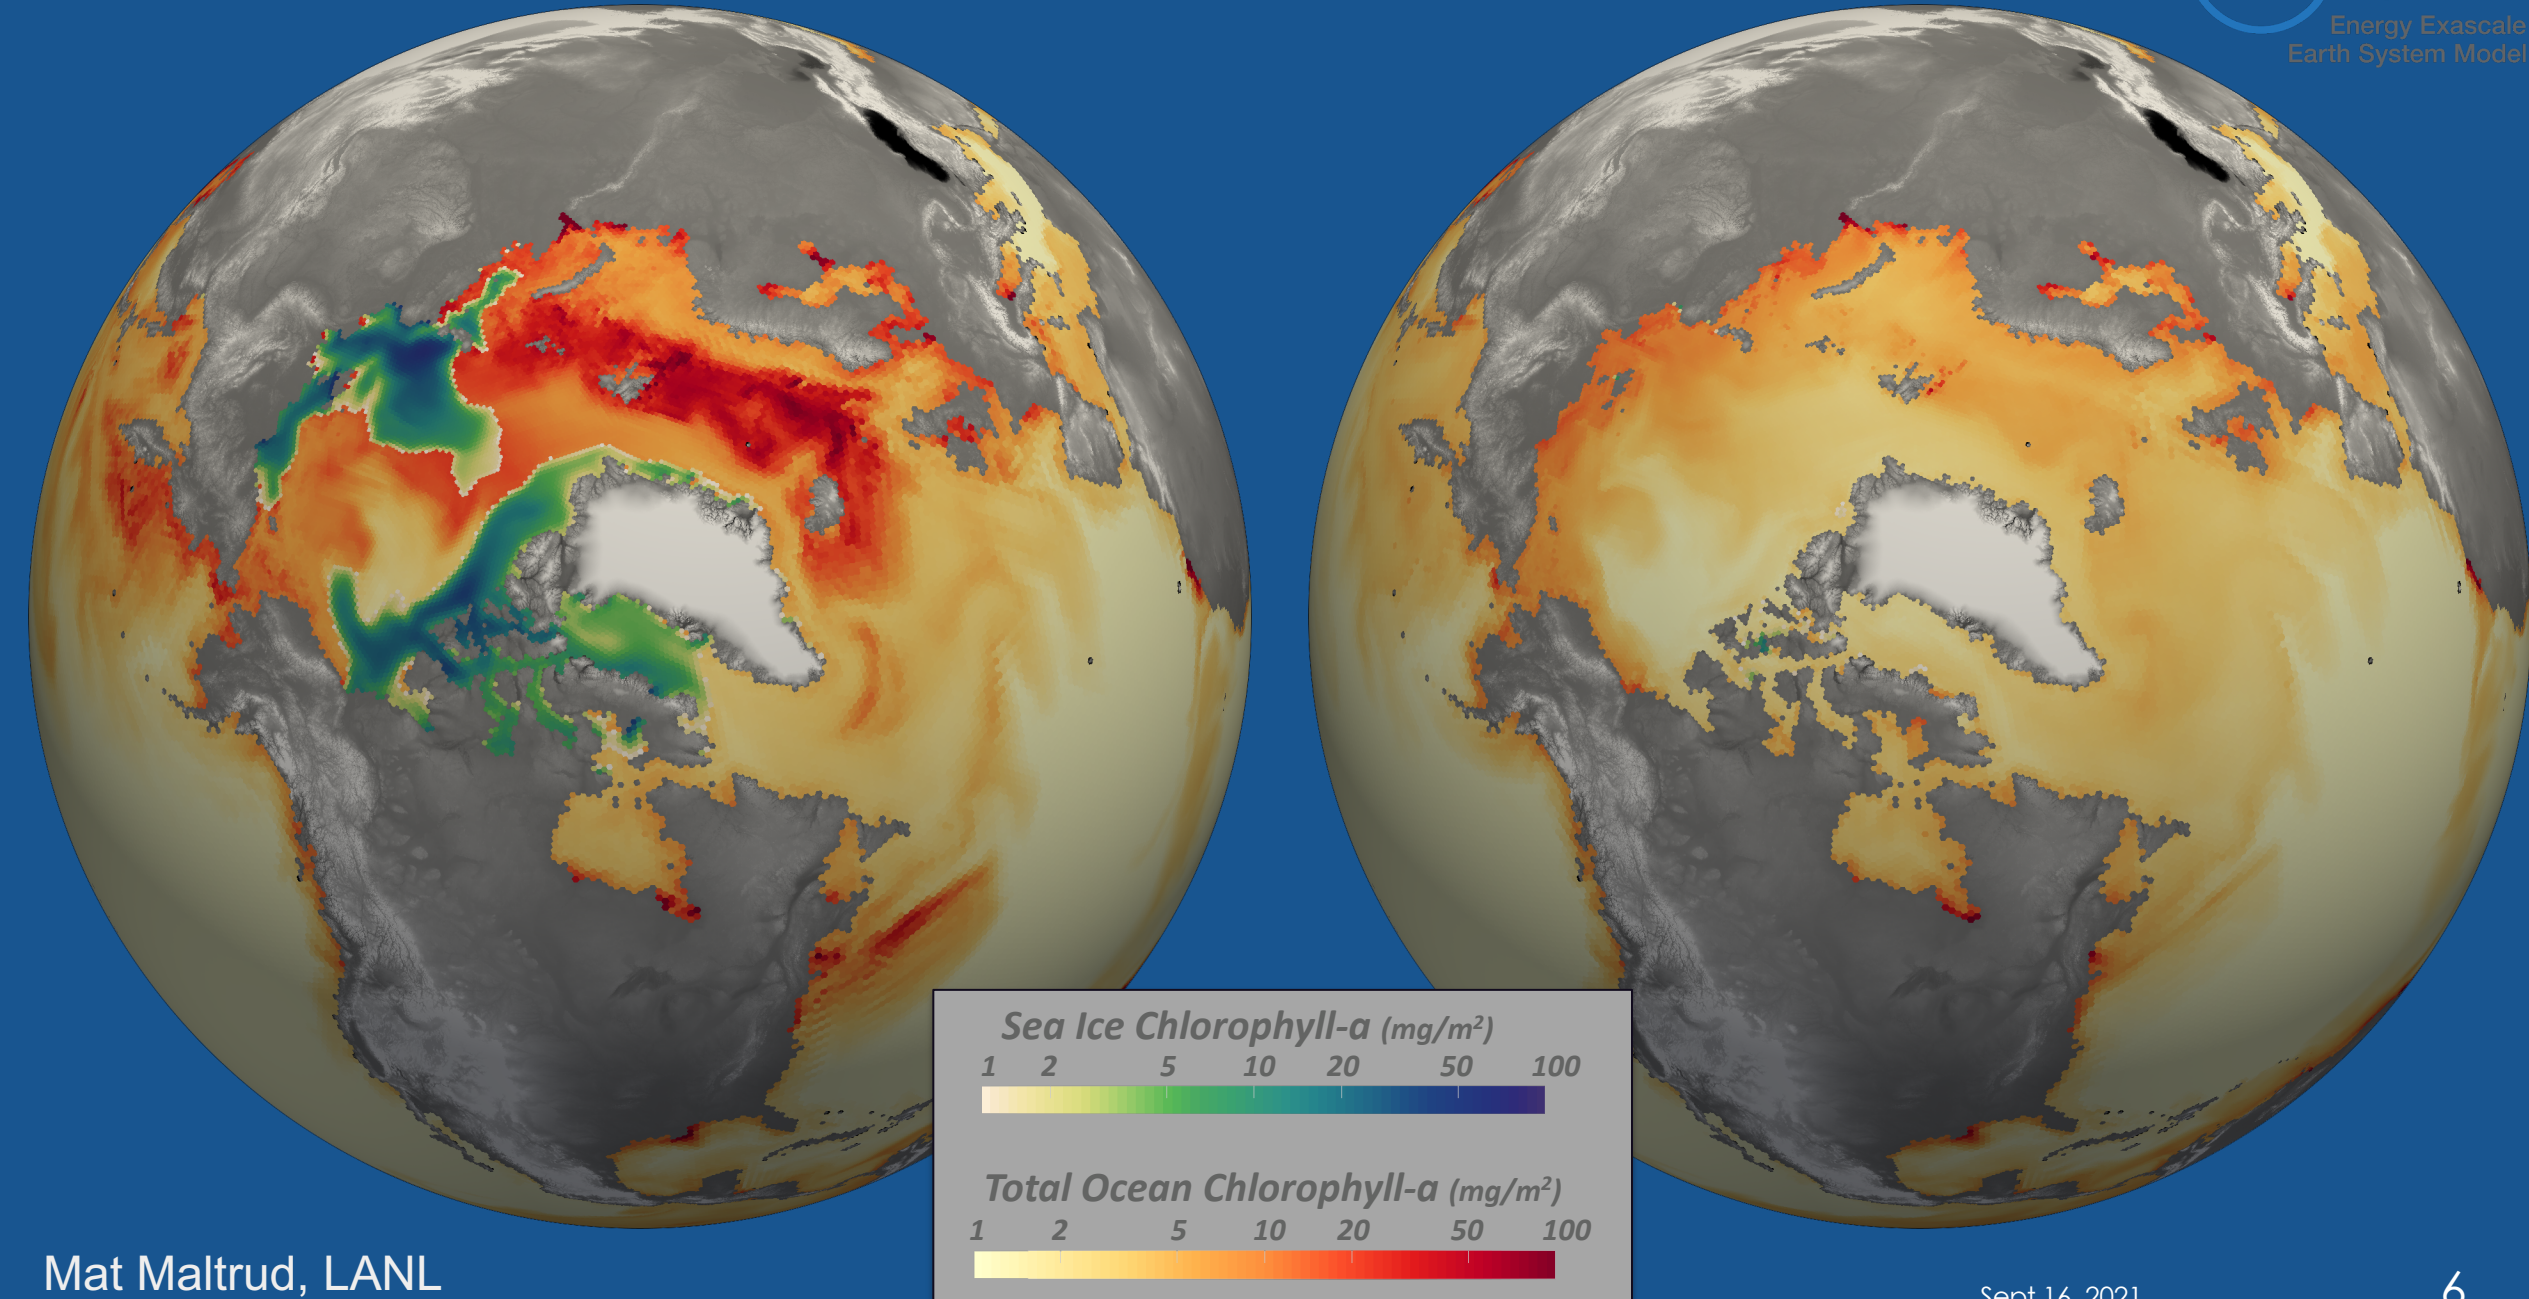 Energy Exascale
Earth System Model
Sea Ice Chlorophyll-a (mg/m²)
1 2 5 10 20 50 100
Total Ocean Chlorophyll-a (mg/m²)
1 2 5 10 20 50 100
Mat Maltrud, LANL
Sept 16, 2021
6